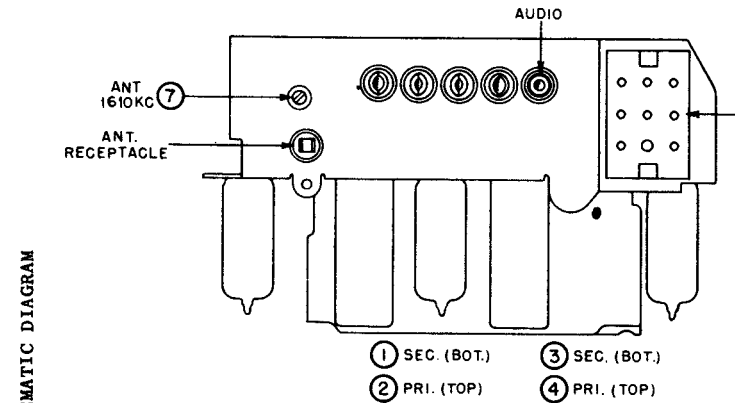 AUDIO
ANT
1610KC 7
ANT.
RECEPTACLE
1 SEC. (BOT.) 3 SEC. (BOT.)
2 PRI. (TOP) 4 PRI. (TOP)
EMATIC DIAGRAM